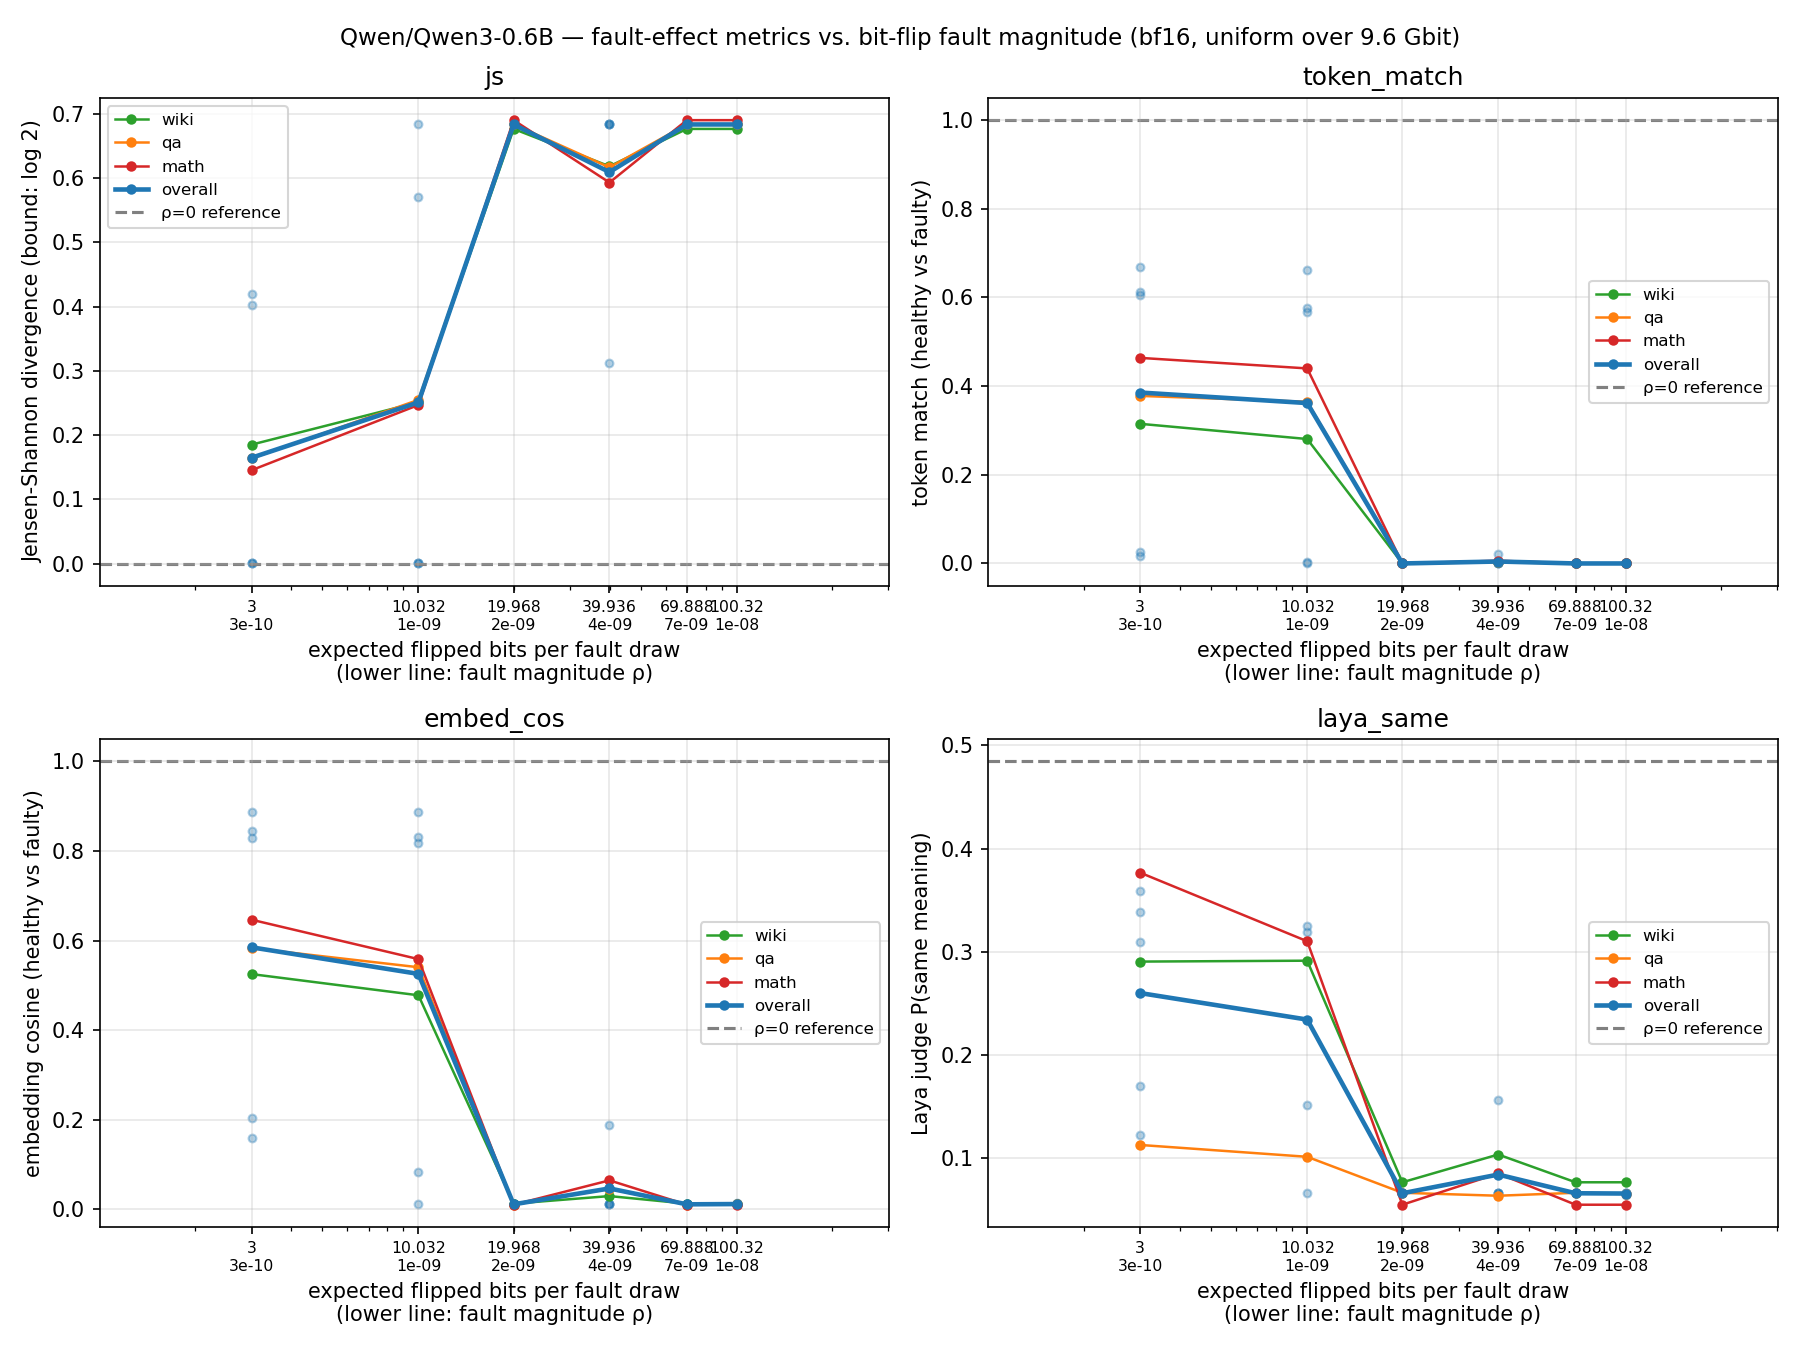 Qwen/Qwen3-0.6B — fault-effect metrics vs. bit-flip fault magnitude (bf16, uniform over 9.6 Gbit)
js
Jensen-Shannon divergence (bound: log 2)
0.7
0.6
0.5
0.4
0.3
0.2
0.1
0.0
wiki
qa
math
overall
ρ=0 reference
3 10.032 19.968 39.936 69.888 100.32
3e-10 1e-09 2e-09 4e-09 7e-09 1e-08
expected flipped bits per fault draw
(lower line: fault magnitude ρ)
token_match
token match (healthy vs faulty)
1.0
0.8
0.6
0.4
0.2
0.0
wiki
qa
math
overall
ρ=0 reference
3 10.032 19.968 39.936 69.888 100.32
3e-10 1e-09 2e-09 4e-09 7e-09 1e-08
expected flipped bits per fault draw
(lower line: fault magnitude ρ)
embed_cos
embedding cosine (healthy vs faulty)
1.0
0.8
0.6
0.4
0.2
0.0
wiki
qa
math
overall
ρ=0 reference
3 10.032 19.968 39.936 69.888 100.32
3e-10 1e-09 2e-09 4e-09 7e-09 1e-08
expected flipped bits per fault draw
(lower line: fault magnitude ρ)
laya_same
Laya judge P(same meaning)
0.5
0.4
0.3
0.2
0.1
wiki
qa
math
overall
ρ=0 reference
3 10.032 19.968 39.936 69.888 100.32
3e-10 1e-09 2e-09 4e-09 7e-09 1e-08
expected flipped bits per fault draw
(lower line: fault magnitude ρ)